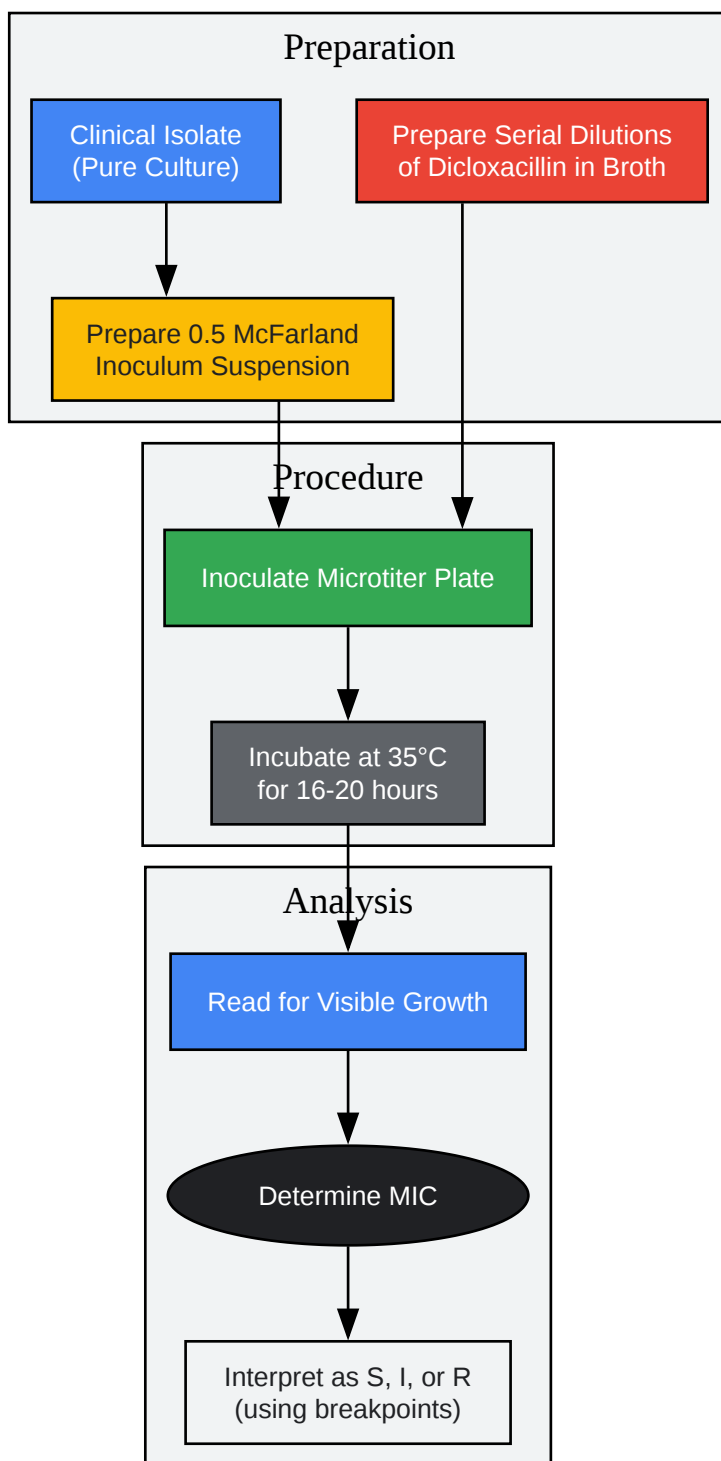 Preparation
Clinical Isolate
(Pure Culture)
Prepare Serial Dilutions
of Dicloxacillin in Broth
Prepare 0.5 McFarland
Inoculum Suspension
Procedure
Inoculate Microtiter Plate
Incubate at 35°C
for 16-20 hours
Analysis
Read for Visible Growth
Determine MIC
Interpret as S, I, or R
(using breakpoints)